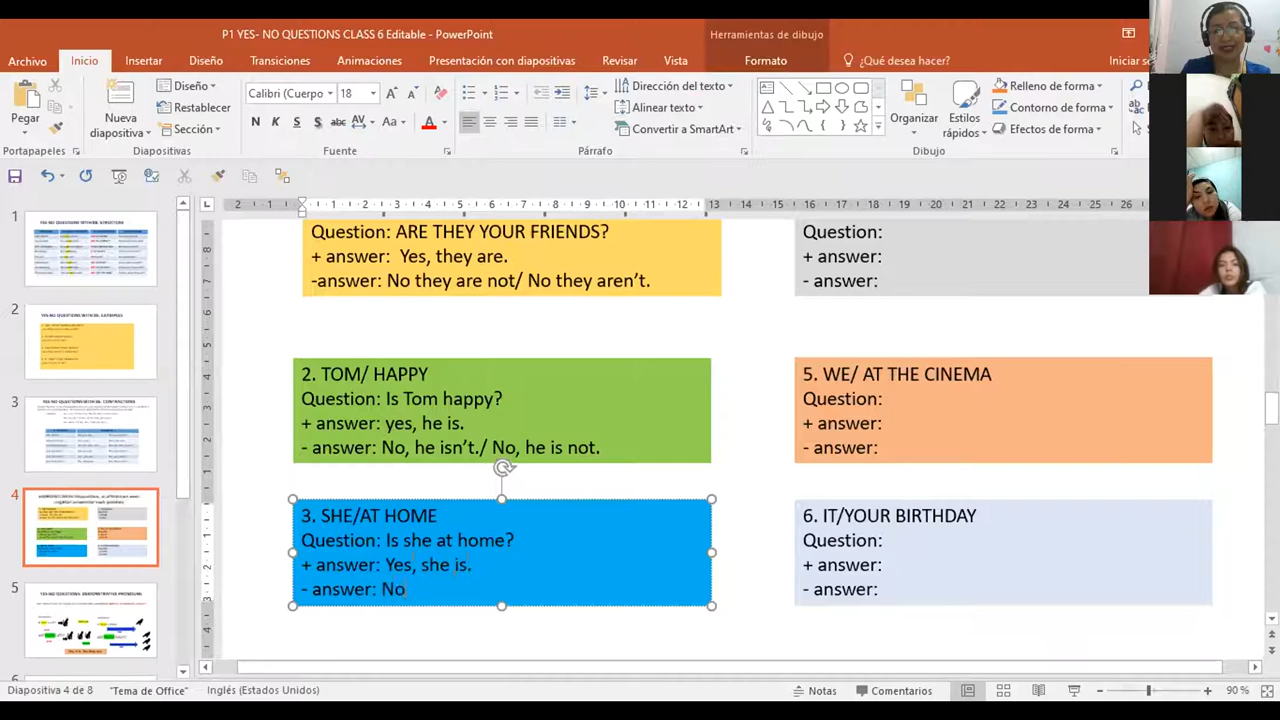 P1 YES- NO QUESTIONS CLASS 6 Editable - PowerPoint
Herramientas de dibujo
Archivo
Inicio
Insertar
Diseño
Transiciones
Animaciones
Presentación con diapositivas
Revisar
Vista
Formato
¿Qué desea hacer?
Iniciar se
Pegar
Nueva diapositiva
Diseño
Restablecer
Sección
Calibri (Cuerpo
18
N K S S abc AV Aa A
Dirección del texto
Alinear texto
Convertir a SmartArt
Organizar
Estilos rápidos
Relleno de forma
Contorno de forma
Efectos de forma
Portapapeles
Diapositivas
Fuente
Párrafo
Dibujo
Question: ARE THEY YOUR FRIENDS?
+ answer: Yes, they are.
-answer: No they are not/ No they aren't.
Question:
+ answer:
- answer:
2. TOM/ HAPPY
Question: Is Tom happy?
+ answer: yes, he is.
- answer: No, he isn't/ No, he is not.
5. WE/ AT THE CINEMA
Question:
+ answer:
- answer:
3. SHE/AT HOME
Question: Is she at home?
+ answer: Yes, she is.
- answer: No
6. IT/YOUR BIRTHDAY
Question:
+ answer:
- answer:
Diapositiva 4 de 8
"Tema de Office"
Inglés (Estados Unidos)
Notas
Comentarios
90 %